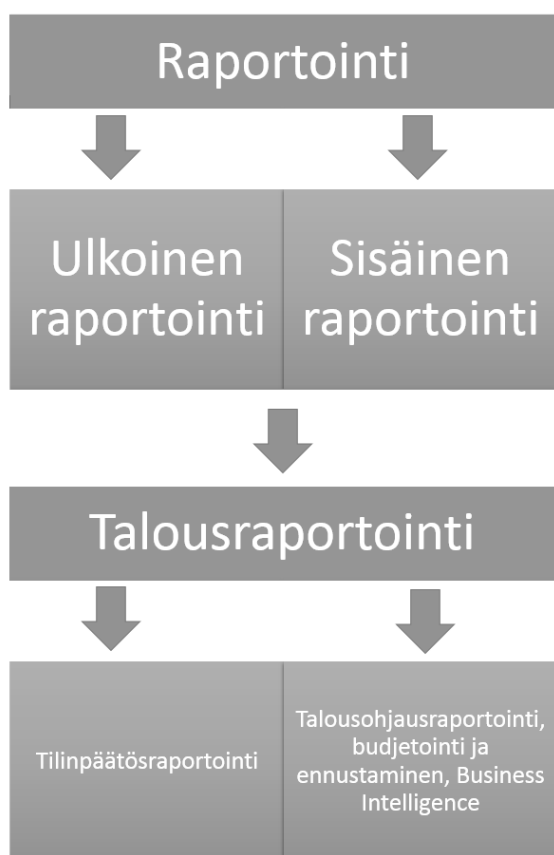 Raportointi
Ulkoinen
raportointi
Sisäinen
raportointi
Talousraportointi
Tilinpäätösraportointi
Talousohjausraportointi,
budjetointi ja
ennustaminen, Business
Intelligence